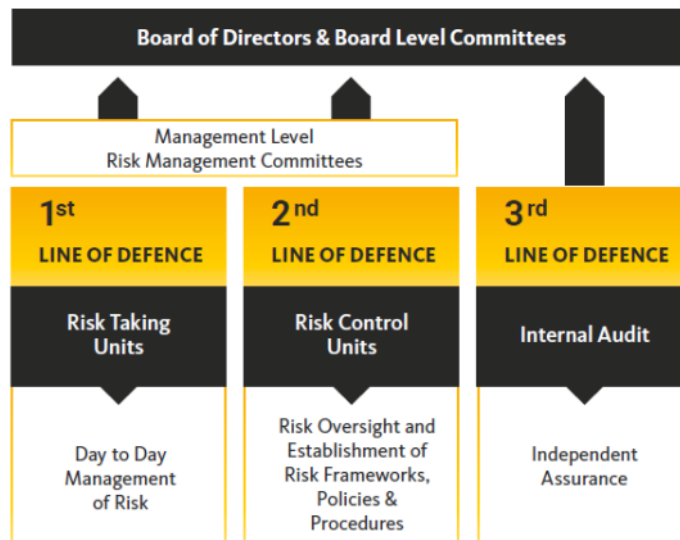 Board of Directors & Board Level Committees
Management Level
Risk Management Committees
1st
LINE OF DEFENCE
Risk Taking
Units
Day to Day
Management
of Risk
2nd
LINE OF DEFENCE
Risk Control
Units
Risk Oversight and
Establishment of
Risk Frameworks,
Policies &
Procedures
3rd
LINE OF DEFENCE
Internal Audit
Independent
Assurance